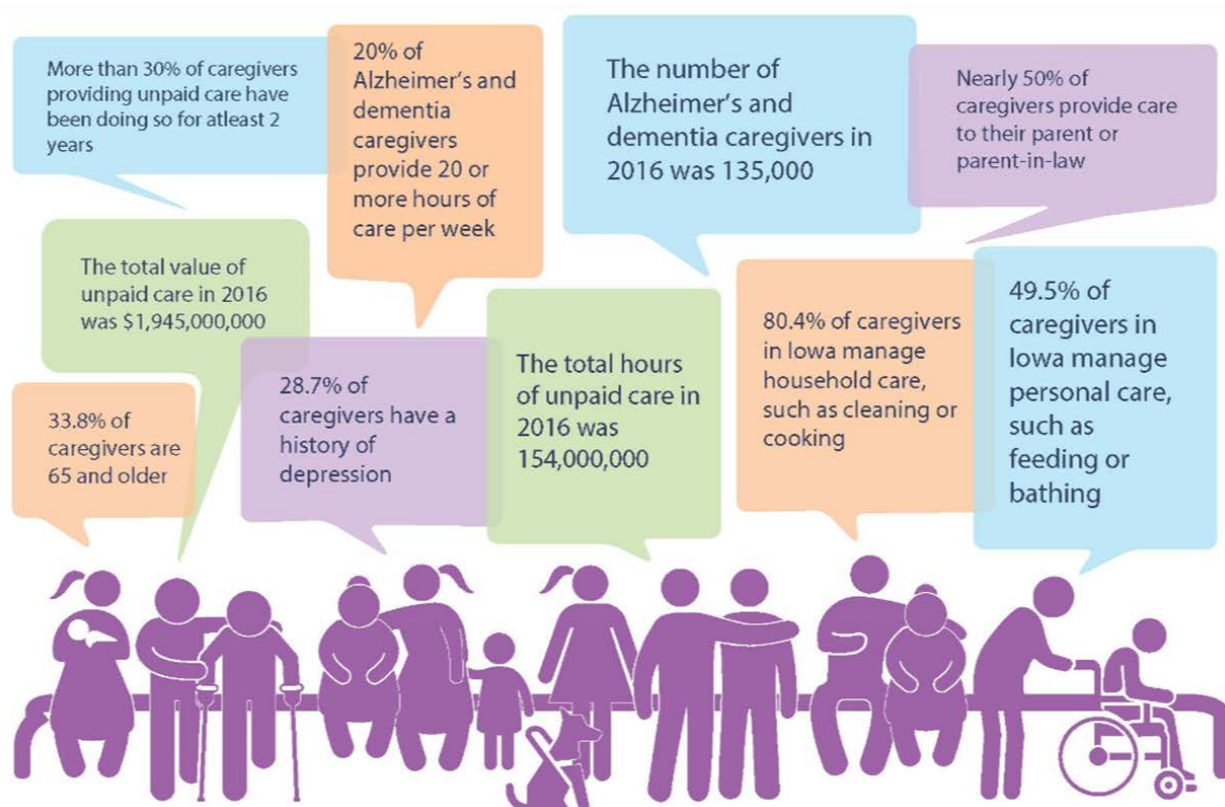 More than 30% of caregivers
providing unpaid care have
been doing so for atleast 2
years
20% of
Alzheimer's and
dementia
caregivers
provide 20 or
more hours of
care per week
The number of
Alzheimer's and
dementia caregivers in
2016 was 135,000
Nearly 50% of
caregivers provide care
to their parent or
parent-in-law
The total value of
unpaid care in 2016
was $1,945,000,000
33.8% of
caregivers are
65 and older
28.7% of
caregivers have a
history of
depression
The total hours
of unpaid care in
2016 was
154,000,000
80.4% of caregivers
in Iowa manage
household care,
such as cleaning or
cooking
49.5% of
caregivers in
Iowa manage
personal care,
such as
feeding or
bathing